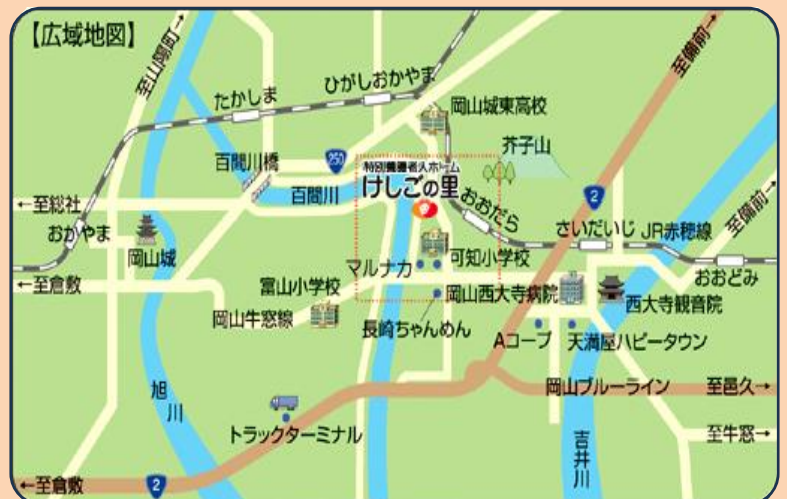 【広域地図】
至山陽町→
たかしま
ひがしおかやま
岡山城東高校
至備前→
芥子山
百間川橋
250
百間川
特別養護老人ホーム
けしごの里
おおだら
2
←至総社
おかやま
岡山城
さいだいじ
JR赤穂線
至備前→
おおどみ
←至倉敷
マルナカ
可知小学校
富山小学校
岡山西大寺病院
西大寺観音院
岡山牛窓線
長崎ちゃんめん
Aコープ
天満屋ハピータウン
旭川
岡山ブルーライン
至邑久→
トラックターミナル
吉井川
至牛窓→
←至倉敷
2